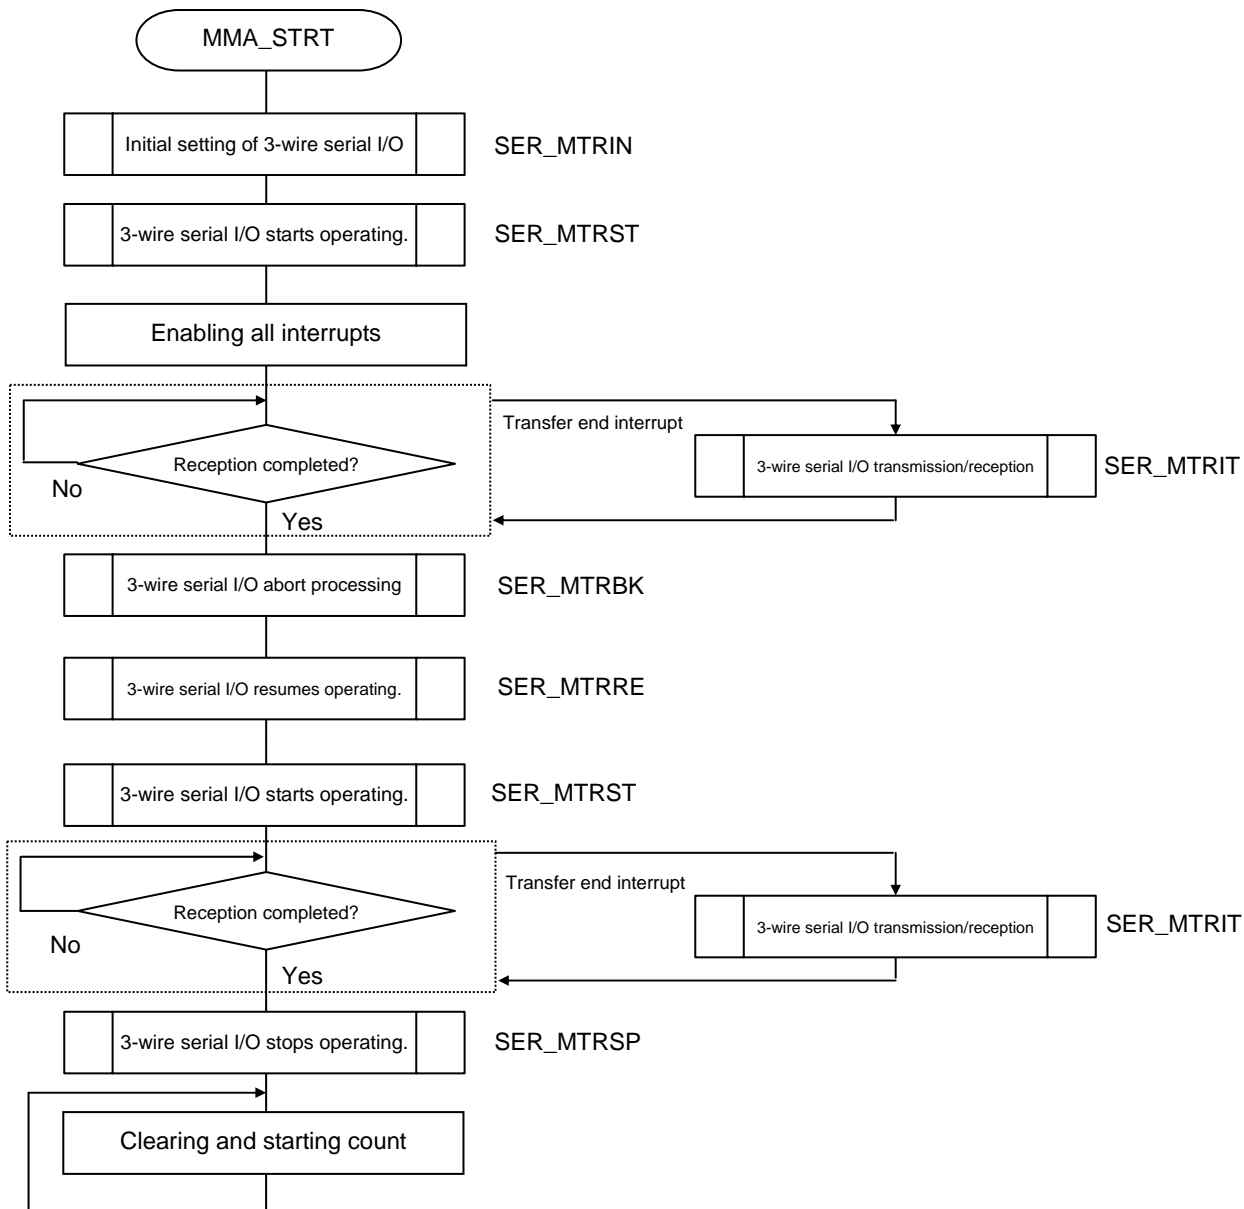 MMA_STRT
Initial setting of 3-wire serial I/O
SER_MTRIN
3-wire serial I/O starts operating.
SER_MTRST
Enabling all interrupts
Transfer end interrupt
Reception completed?
3-wire serial I/O transmission/reception
SER_MTRIT
No
Yes
3-wire serial I/O abort processing
SER_MTRBK
3-wire serial I/O resumes operating.
SER_MTRRE
3-wire serial I/O starts operating.
SER_MTRST
Transfer end interrupt
Reception completed?
3-wire serial I/O transmission/reception
SER_MTRIT
No
Yes
3-wire serial I/O stops operating.
SER_MTRSP
Clearing and starting count